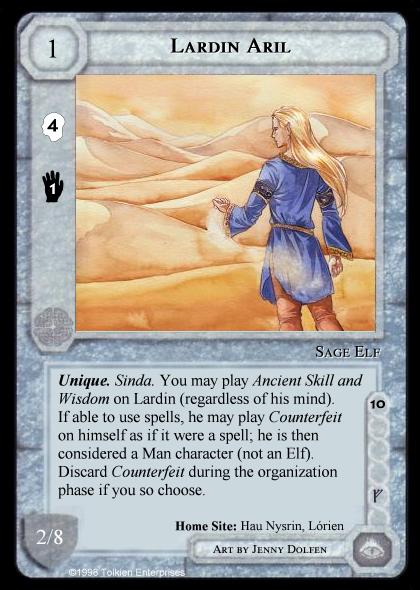 1
Lardin Aril
4
1
Sage Elf
Unique. Sinda. You may play Ancient Skill and
Wisdom on Lardin (regardless of his mind).
If able to use spells, he may play Counterfeit
on himself as if it were a spell; he is then
considered a Man character (not an Elf).
Discard Counterfeit during the organization
phase if you so choose.
10
Home Site: Hau Nysrin, Lórien
2/8
Art by Jenny Dolfen
©1998 Tolkien Enterprises